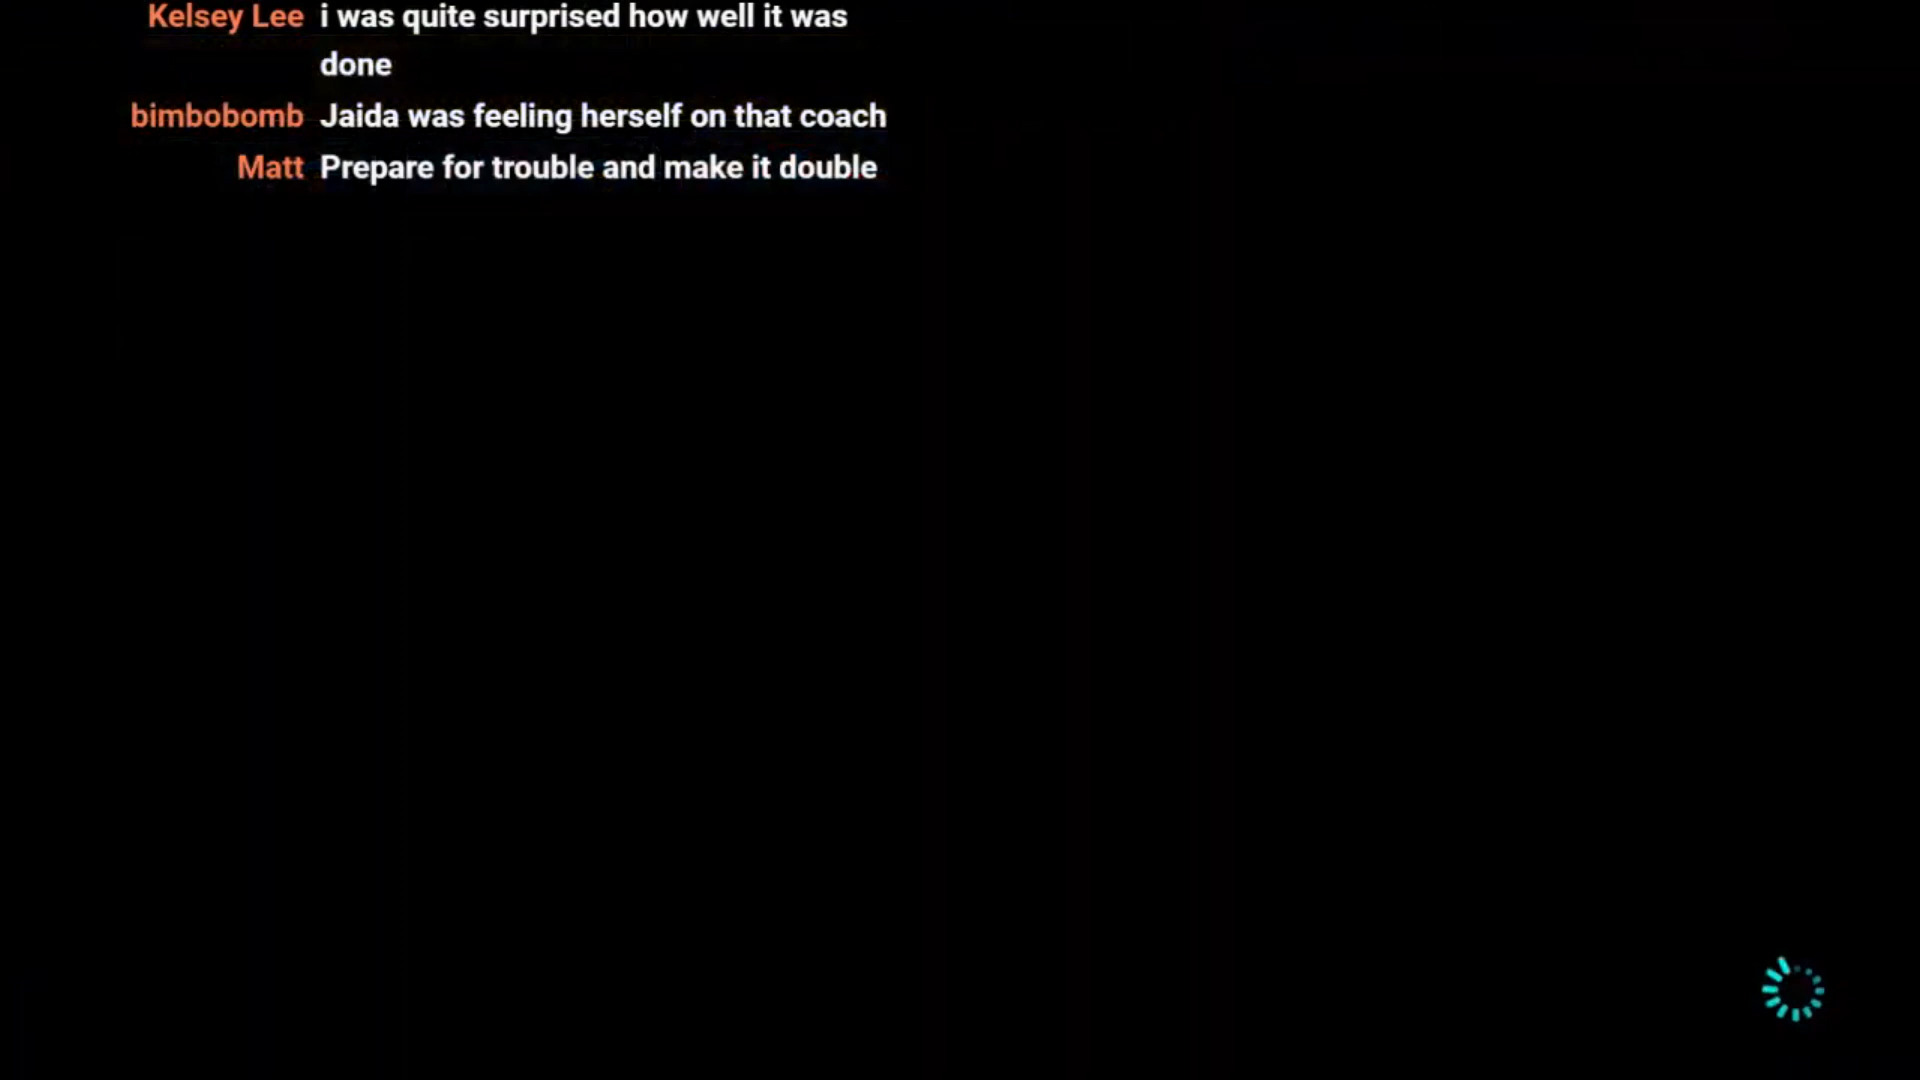 Kelsey Lee i was quite surprised how well it was
done
bimbobomb Jaida was feeling herself on that coach
Matt Prepare for trouble and make it double